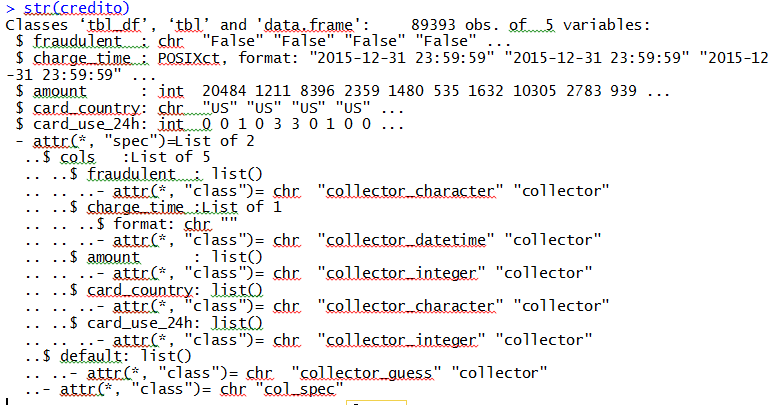 > str(credito)
Classes ‘tbl_df’, ‘tbl’ and 'data.frame':    89393 obs. of  5 variables:
 $ fraudulent  : chr  "False" "False" "False" "False" ...
 $ charge_time : POSIXct, format: "2015-12-31 23:59:59" "2015-12-31 23:59:59" "2015-12
-31 23:59:59" ...
 $ amount      : int  20484 1211 8396 2359 1480 535 1632 10305 2783 939 ...
 $ card_country: chr  "US" "US" "US" "US" ...
 $ card_use_24h: int  0 0 1 0 3 3 0 1 0 0 ...
 - attr(*, "spec")=List of 2
  ..$ cols   :List of 5
  .. ..$ fraudulent  : list()
  .. .. ..- attr(*, "class")= chr  "collector_character" "collector"
  .. ..$ charge_time :List of 1
  .. .. ..$ format: chr ""
  .. .. ..- attr(*, "class")= chr  "collector_datetime" "collector"
  .. ..$ amount      : list()
  .. .. ..- attr(*, "class")= chr  "collector_integer" "collector"
  .. ..$ card_country: list()
  .. .. ..- attr(*, "class")= chr  "collector_character" "collector"
  .. ..$ card_use_24h: list()
  .. .. ..- attr(*, "class")= chr  "collector_integer" "collector"
  ..$ default: list()
  .. ..- attr(*, "class")= chr  "collector_guess" "collector"
  ..- attr(*, "class")= chr "col_spec"